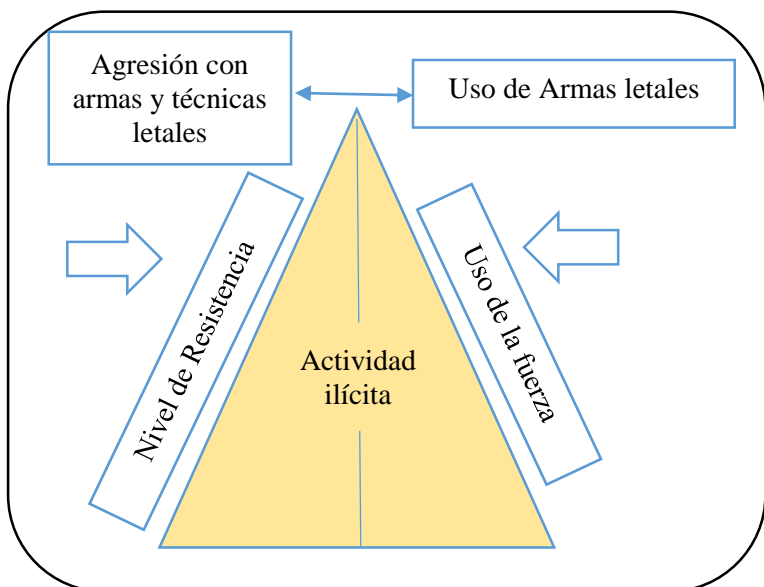 Agresión con
armas y técnicas
letales
Uso de Armas letales
Nivel de Resistencia
Uso de la fuerza
Actividad
ilícita